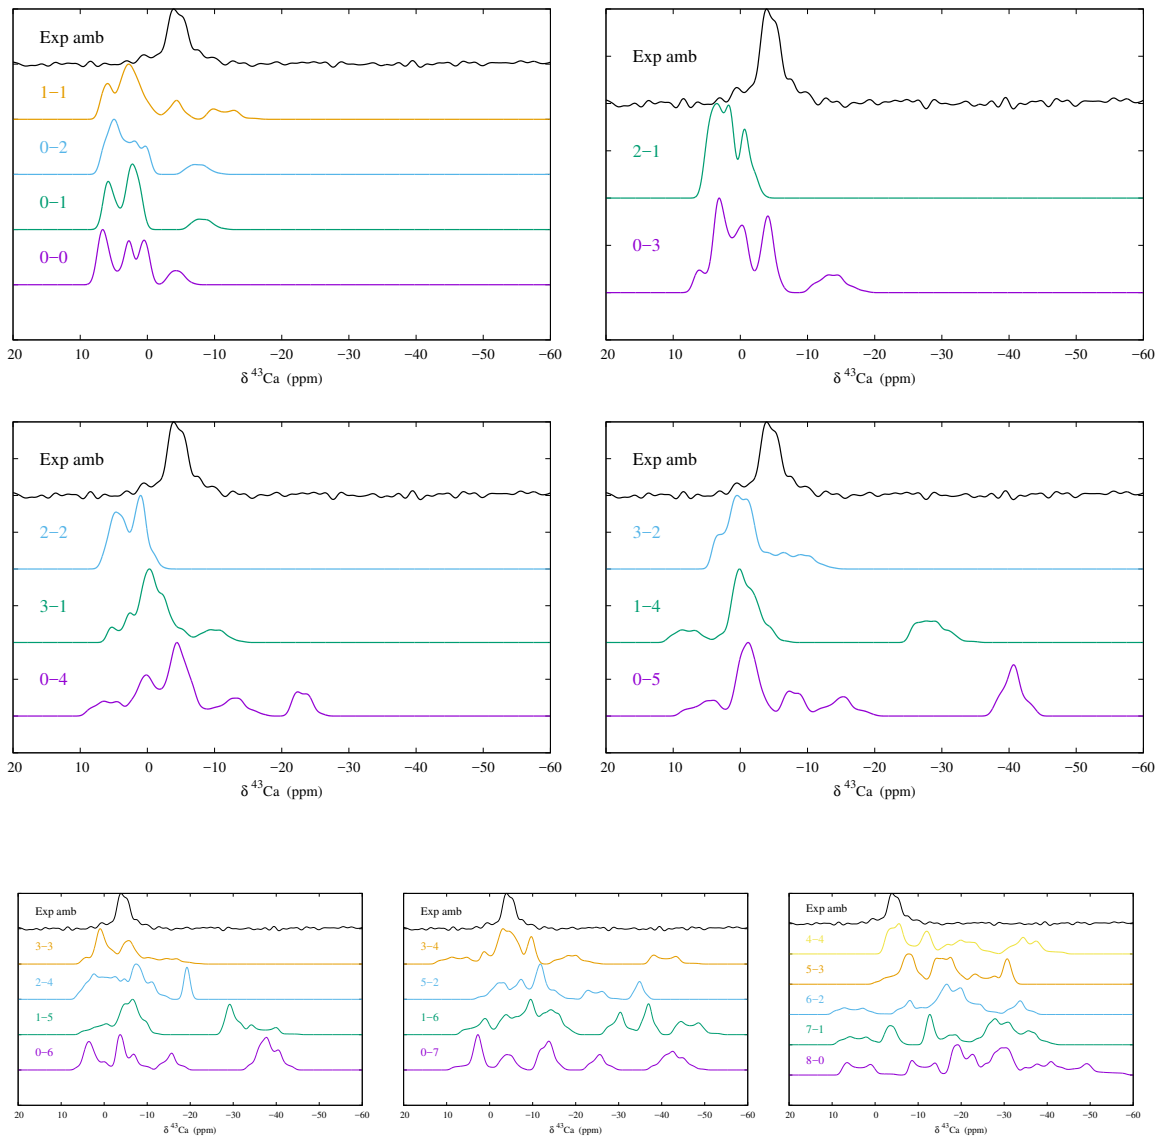 Exp amb
1−1
0−2
0−1
0−0
20 10 0 −10 −20 −30 −40 −50 −60
δ ⁴³Ca (ppm)
Exp amb
2−1
0−3
20 10 0 −10 −20 −30 −40 −50 −60
δ ⁴³Ca (ppm)
Exp amb
2−2
3−1
0−4
20 10 0 −10 −20 −30 −40 −50 −60
δ ⁴³Ca (ppm)
Exp amb
3−2
1−4
0−5
20 10 0 −10 −20 −30 −40 −50 −60
δ ⁴³Ca (ppm)
Exp amb
3−3
2−4
1−5
0−6
20 10 0 −10 −20 −30 −40 −50 −60
δ ⁴³Ca (ppm)
Exp amb
3−4
5−2
1−6
0−7
20 10 0 −10 −20 −30 −40 −50 −60
δ ⁴³Ca (ppm)
Exp amb
4−4
5−3
6−2
7−1
8−0
20 10 0 −10 −20 −30 −40 −50 −60
δ ⁴³Ca (ppm)